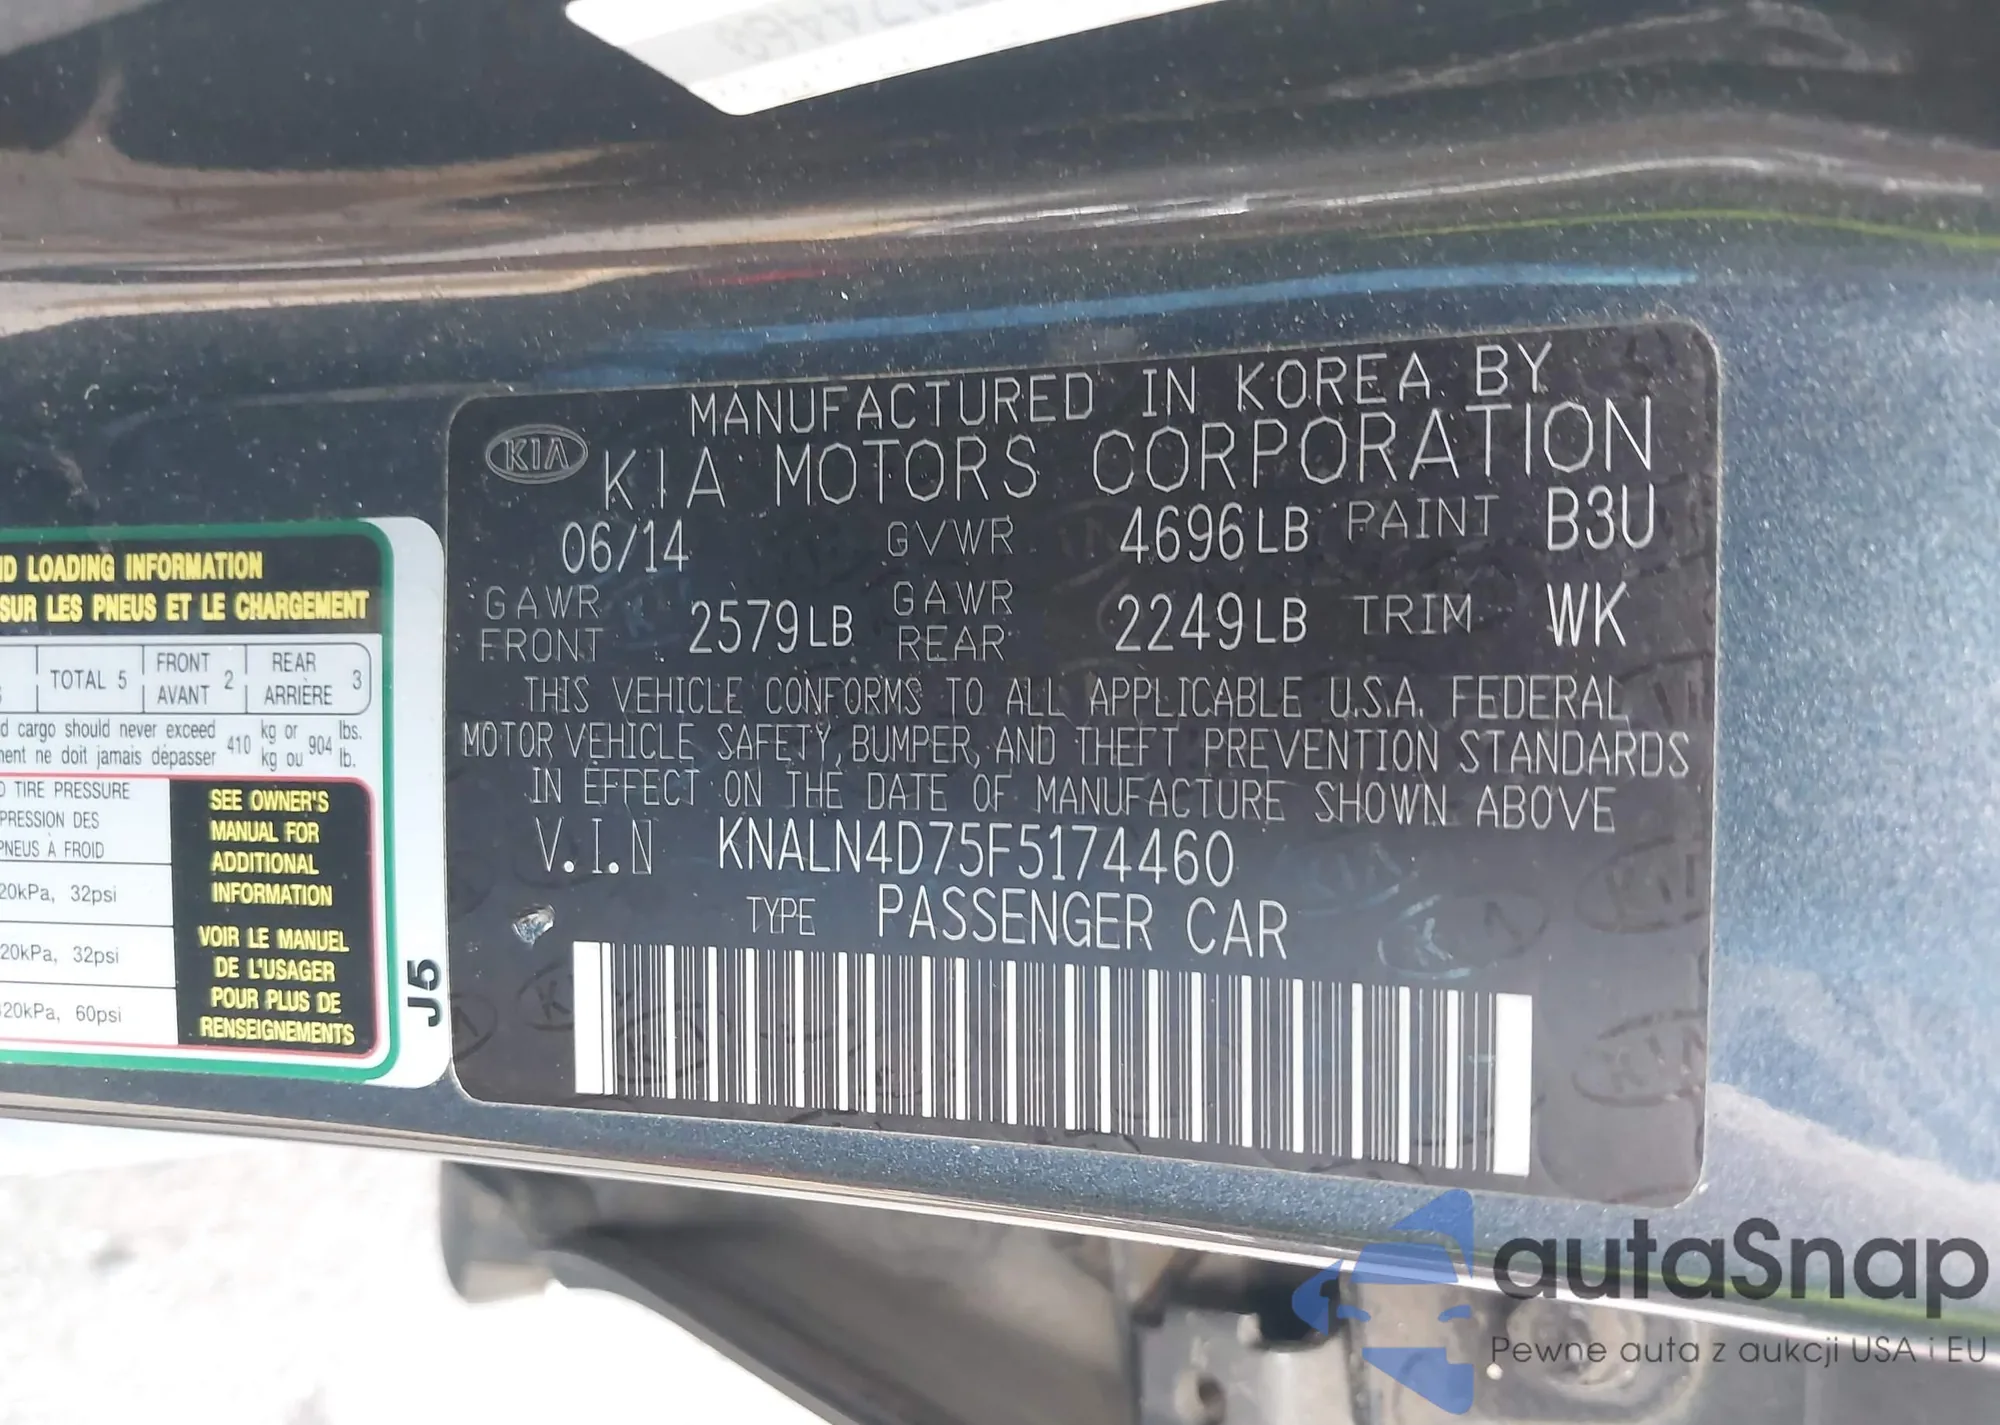 174460
MANUFACTURED IN KOREA BY
KIA KIA MOTORS CORPORATION
06/14 GVWR 4696LB PAINT B3U
GAWR FRONT 2579LB GAWR REAR 2249LB TRIM WK
THIS VEHICLE CONFORMS TO ALL APPLICABLE U.S.A. FEDERAL
MOTOR VEHICLE SAFETY, BUMPER, AND THEFT PREVENTION STANDARDS
IN EFFECT ON THE DATE OF MANUFACTURE SHOWN ABOVE
V.I.N KNALN4D75F5174460
TYPE PASSENGER CAR
LOADING INFORMATION
SUR LES PNEUS ET LE CHARGEMENT
TOTAL 5 FRONT AVANT 2 REAR ARRIÈRE 3
cargo should never exceed 410 kg or 904 lbs.
ne doit jamais dépasser kg ou lb.
TIRE PRESSURE
PRESSION DES
PNEUS À FROID
20kPa, 32psi
20kPa, 32psi
420kPa, 60psi
SEE OWNER'S
MANUAL FOR
ADDITIONAL
INFORMATION
VOIR LE MANUEL
DE L'USAGER
POUR PLUS DE
RENSEIGNEMENTS
J5
autaSnap
Pewne auta z aukcji USA i EU